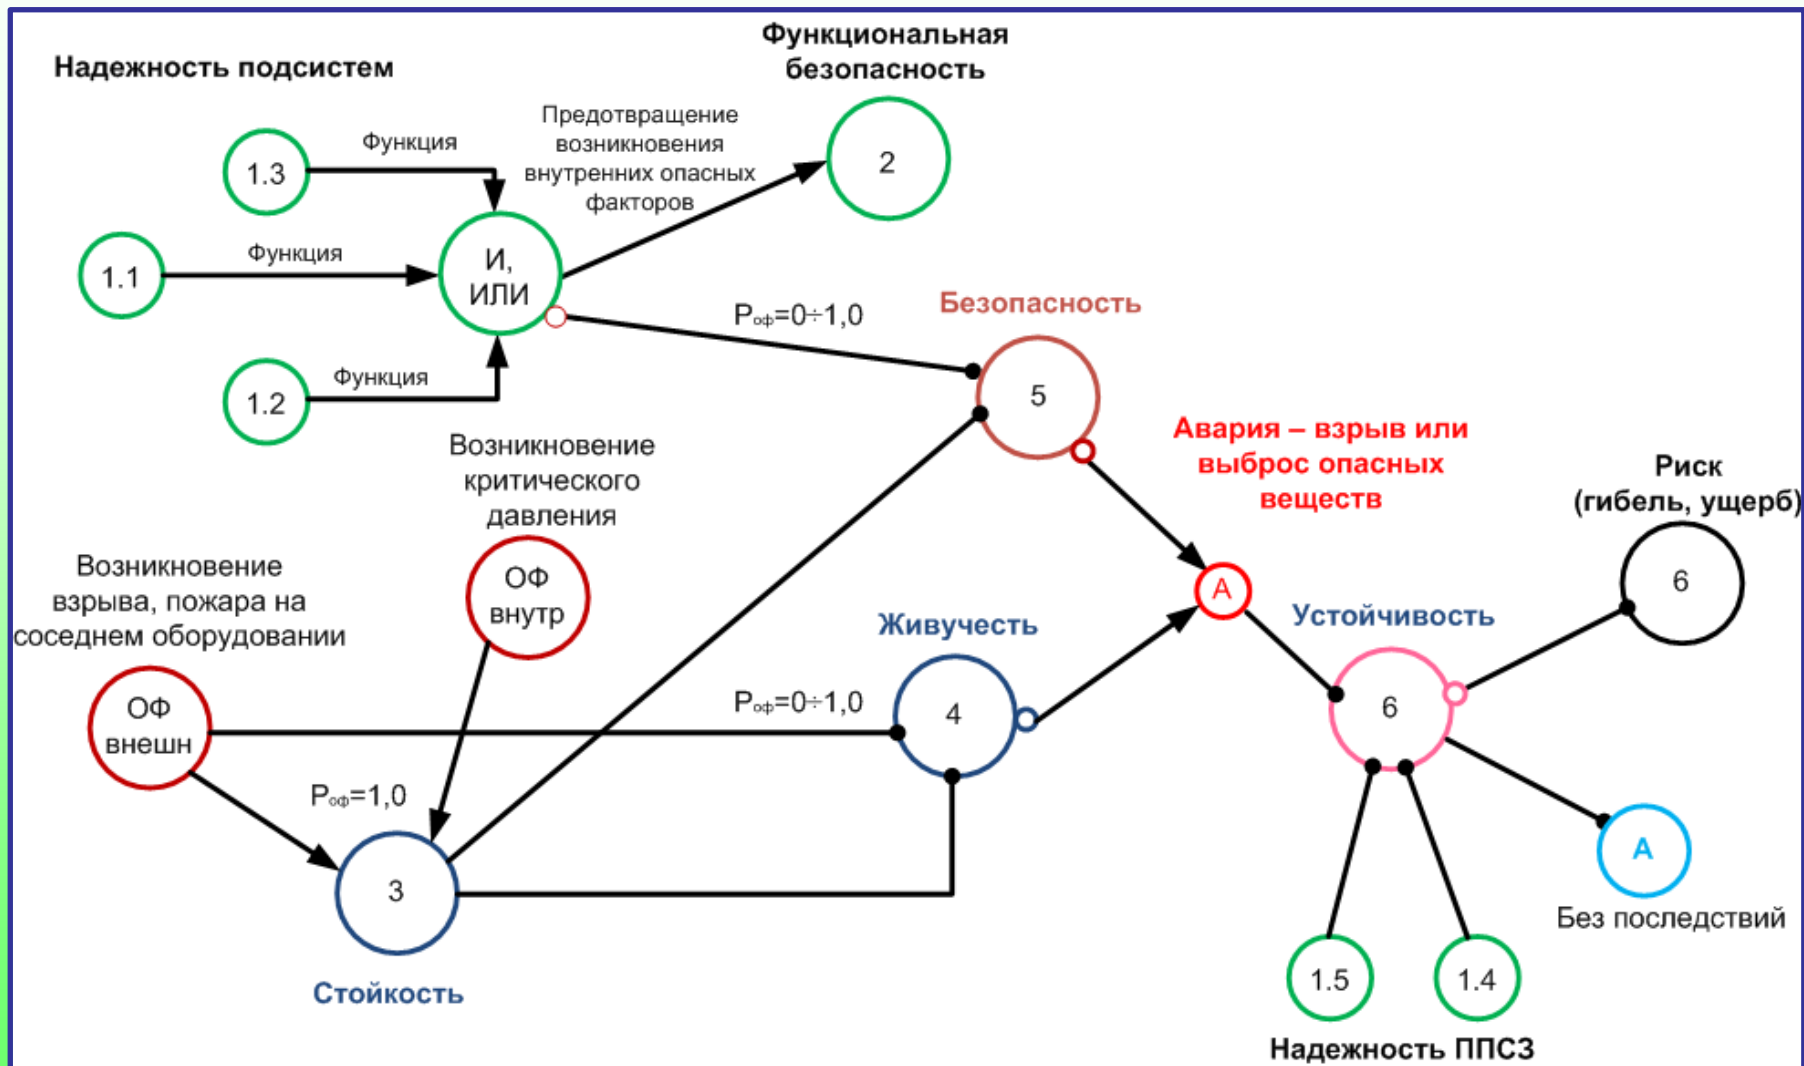 Надежность подсистем
Функциональная
безопасность
1.3
Функция
Предотвращение
возникновения
внутренних опасных
факторов
2
1.1
Функция
И,
ИЛИ
1.2
Функция
Pоф=0÷1,0
Безопасность
5
Возникновение
критического
давления
ОФ
внутр
Возникновение
взрыва, пожара на
соседнем оборудовании
ОФ
внешн
Pоф=1,0
3
Стойкость
Живучесть
Pоф=0÷1,0
4
Авария – взрыв или
выброс опасных
веществ
А
Устойчивость
6
Риск
(гибель, ущерб)
6
А
Без последствий
1.5
1.4
Надежность ППСЗ